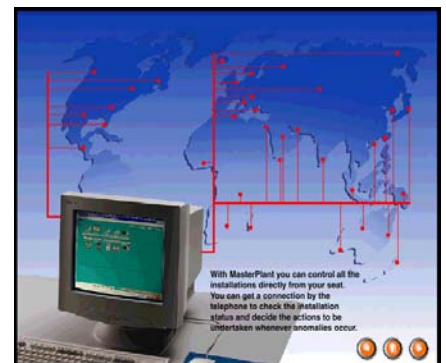 With MasterPlant you can control all the
installations directly from your seat.
You can get a connection by the
telephone to check the installation
status and decide the actions to be
undertaken whenever anomalies occur.